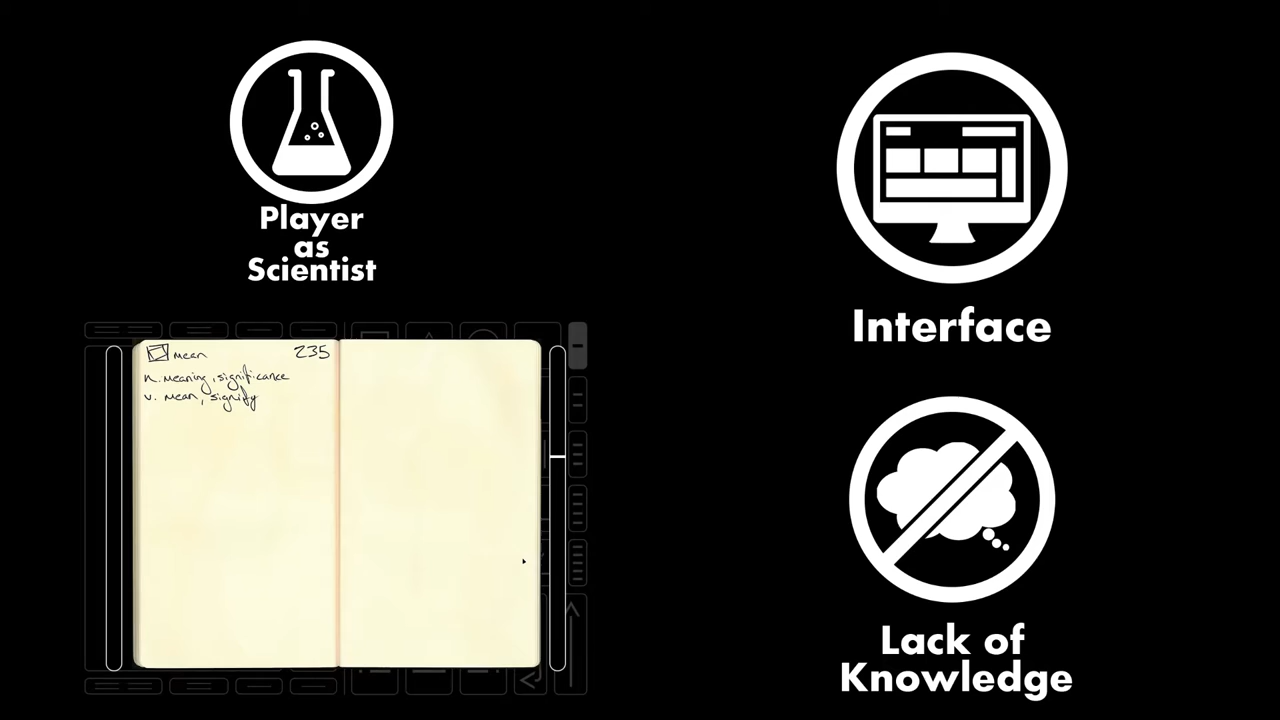 Player
as
Scientist
mean 235
n. meaning, significance
v. mean, signify
Interface
Lack of
Knowledge